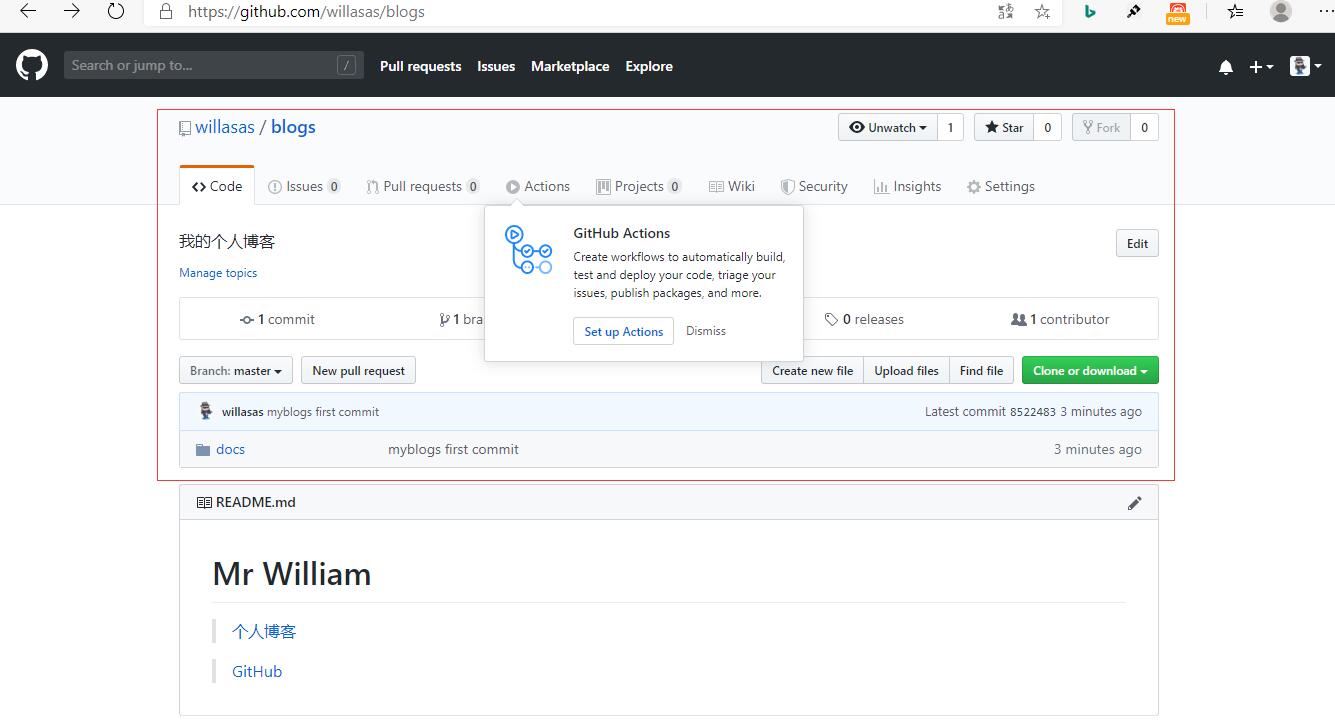 https://github.com/willasas/blogs
new
Search or jump to... /
Pull requests Issues Marketplace Explore
willasas / blogs
Unwatch 1 Star 0 Fork 0
Code Issues 0 Pull requests 0 Actions Projects 0 Wiki Security Insights Settings
我的个人博客
Edit
Manage topics
GitHub Actions
Create workflows to automatically build,
test and deploy your code, triage your
issues, publish packages, and more.
Set up Actions Dismiss
1 commit 1 bra 0 releases 1 contributor
Branch: master New pull request Create new file Upload files Find file Clone or download
willasas myblogs first commit Latest commit 8522483 3 minutes ago
docs myblogs first commit 3 minutes ago
README.md
Mr William
个人博客
GitHub